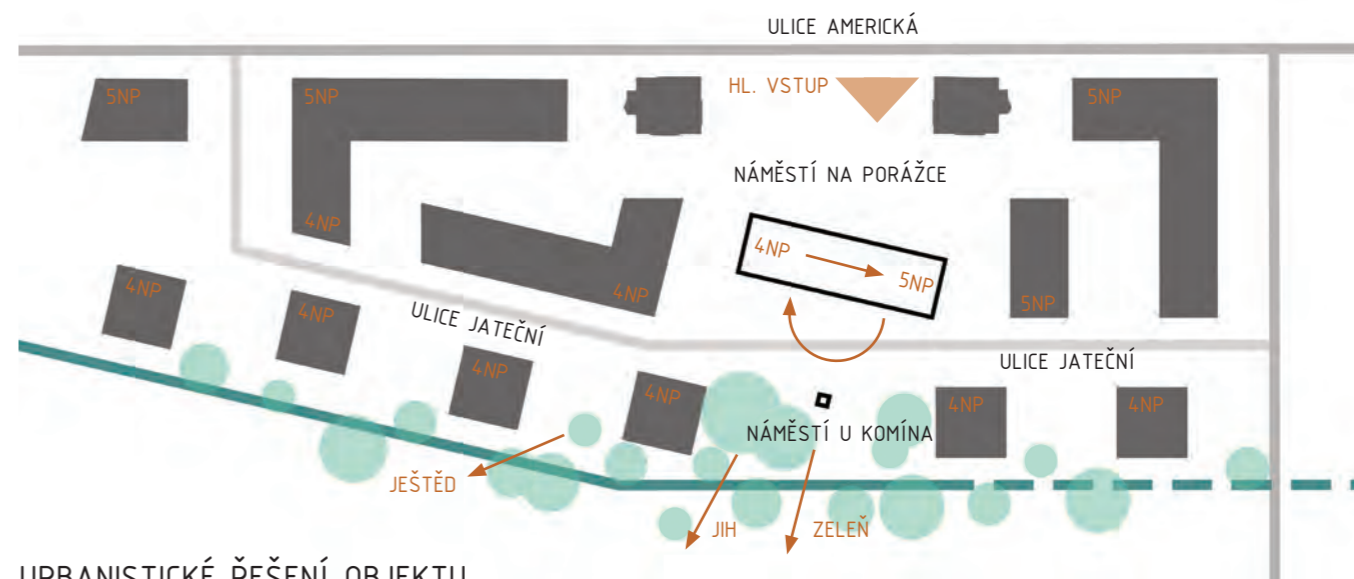 ULICE AMERICKÁ
5NP
5NP
HL. VSTUP
5NP
NÁMĚSTÍ NA PORÁŽCE
4NP
4NP
5NP
4NP
4NP
4NP
5NP
ULICE JATEČNÍ
ULICE JATEČNÍ
4NP
4NP
4NP
4NP
NÁMĚSTÍ U KOMÍNA
JEŠTĚD
JIH
ZELEŇ
URBANISTICKÉ ŘEŠENÍ OBJEKTU